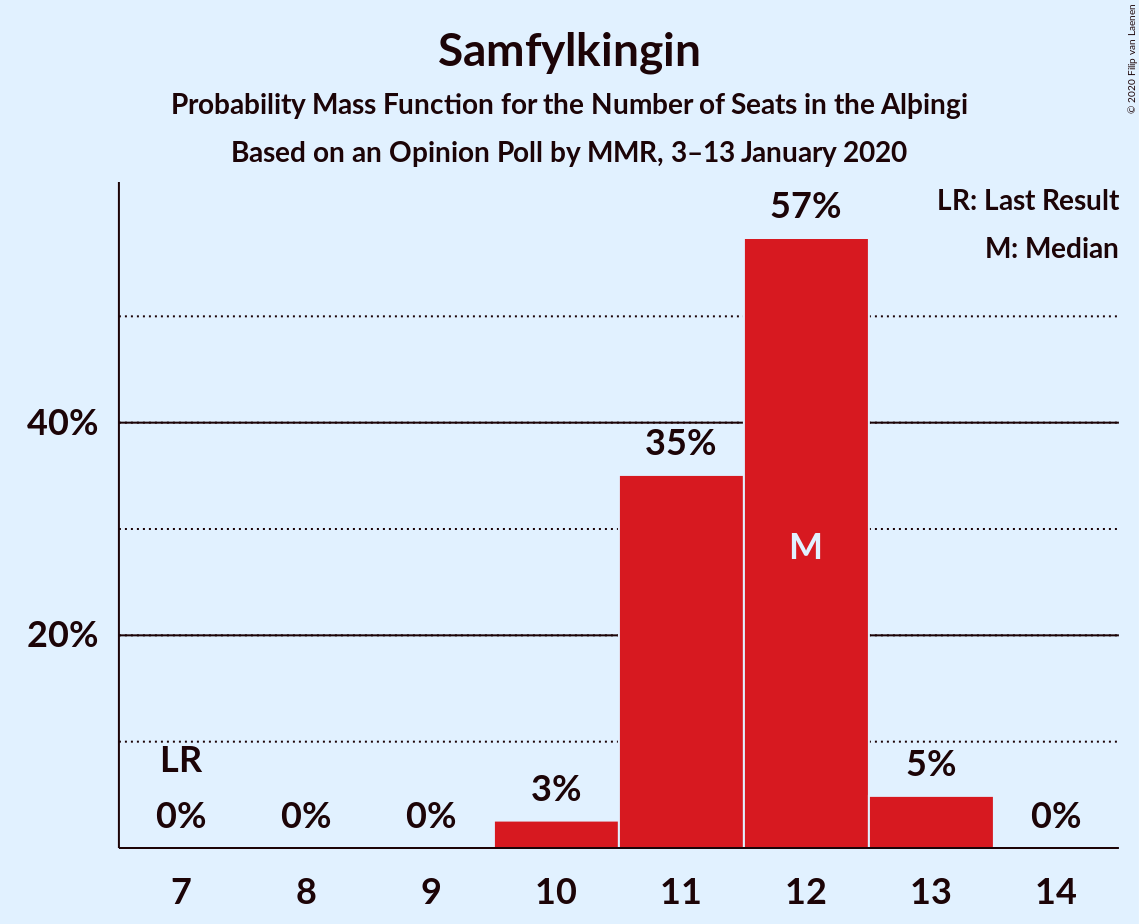 Samfylkingin
Probability Mass Function for the Number of Seats in the Alþingi
Based on an Opinion Poll by MMR, 3–13 January 2020
© 2020 Filip van Laenen
LR: Last Result
M: Median
57%
40%
35%
M
20%
LR
5%
3%
0% 0% 0% 0%
7 8 9 10 11 12 13 14